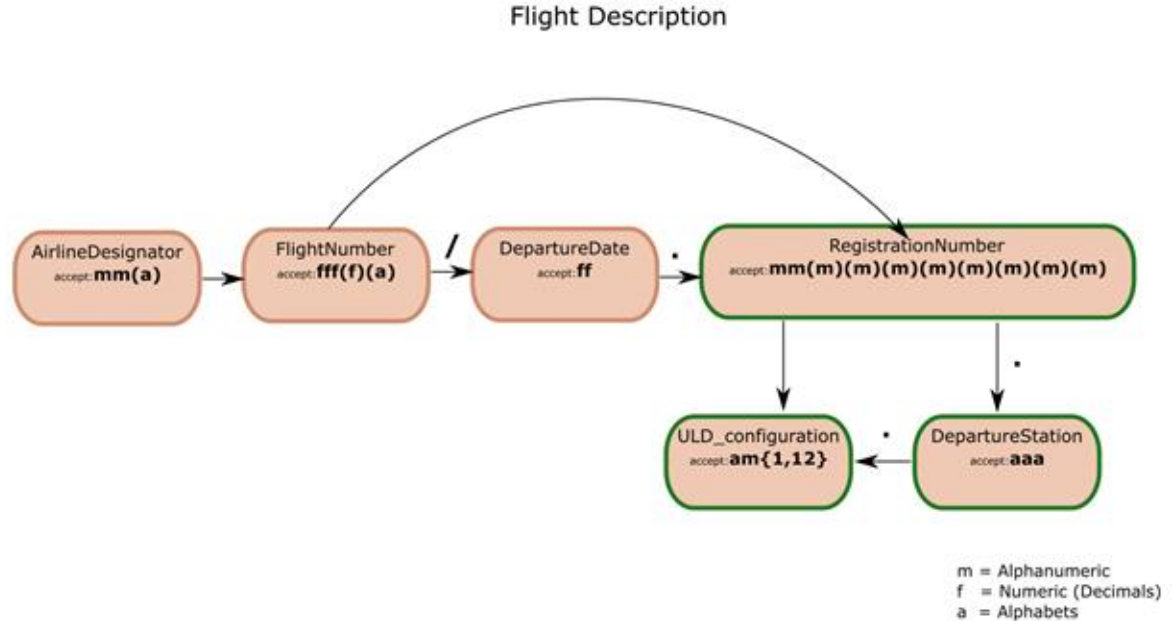 Flight Description
AirlineDesignator
accept:mm(a)
FlightNumber
accept:fff(f)(a)
/
DepartureDate
accept:ff
.
RegistrationNumber
accept:mm(m)(m)(m)(m)(m)(m)(m)(m)
.
ULD_configuration
accept:am{1,12}
.
DepartureStation
accept:aaa
m = Alphanumeric
f = Numeric (Decimals)
a = Alphabets